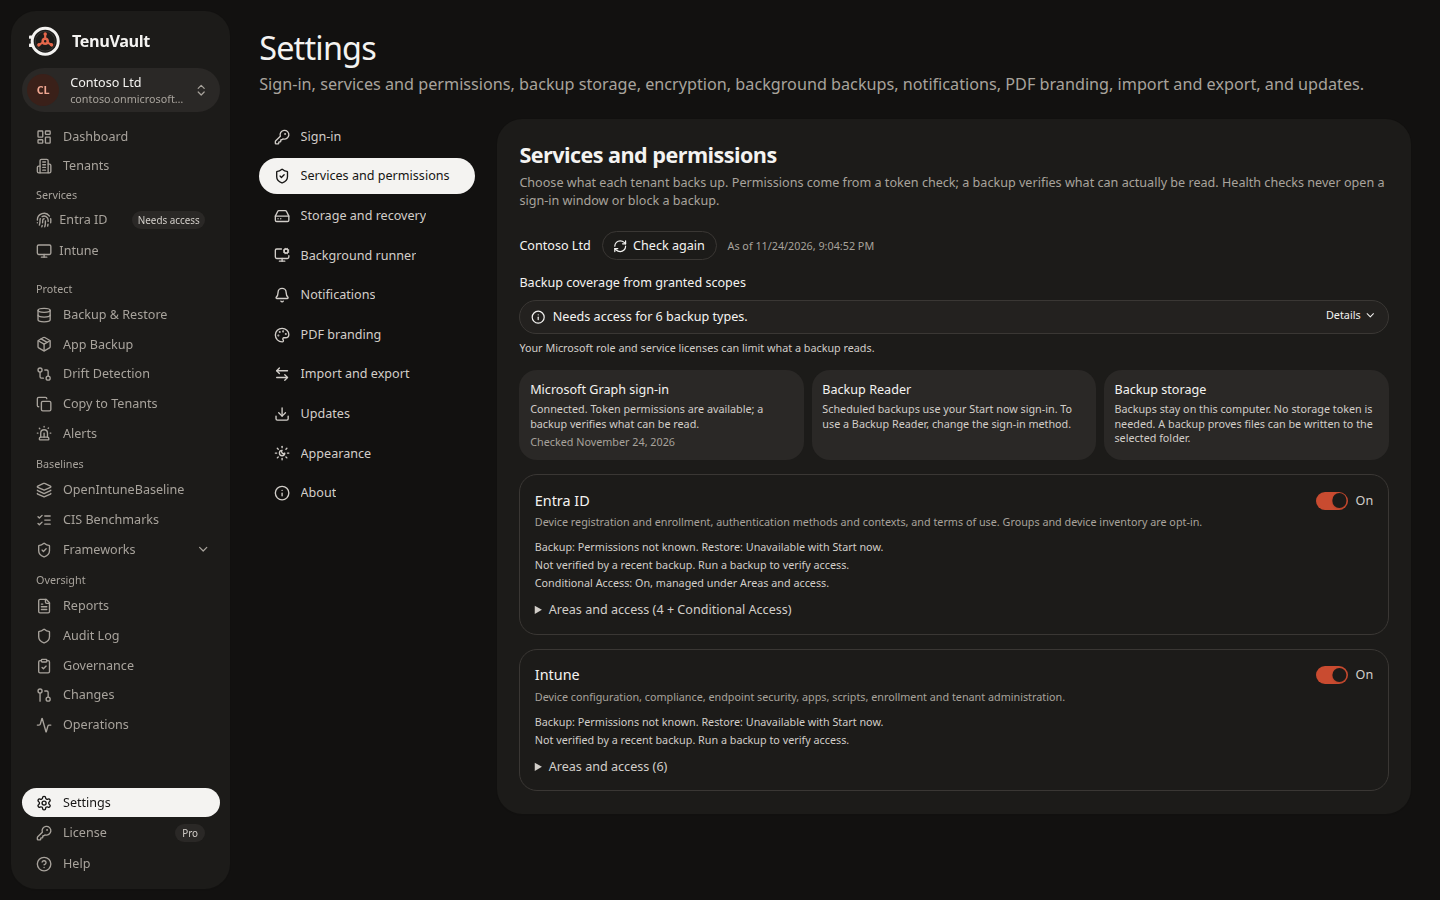 TenuVault
CL
Contoso Ltd
contoso.onmicrosoft...
Dashboard
Tenants
Services
Entra ID
Needs access
Intune
Protect
Backup & Restore
App Backup
Drift Detection
Copy to Tenants
Alerts
Baselines
OpenIntuneBaseline
CIS Benchmarks
Frameworks
Oversight
Reports
Audit Log
Governance
Changes
Operations
Settings
License
Pro
Help
Settings
Sign-in, services and permissions, backup storage, encryption, background backups, notifications, PDF branding, import and export, and updates.
Sign-in
Services and permissions
Storage and recovery
Background runner
Notifications
PDF branding
Import and export
Updates
Appearance
About
Services and permissions
Choose what each tenant backs up. Permissions come from a token check; a backup verifies what can actually be read. Health checks never open a
sign-in window or block a backup.
Contoso Ltd
Check again
As of 11/24/2026, 9:04:52 PM
Backup coverage from granted scopes
Needs access for 6 backup types.
Details
Your Microsoft role and service licenses can limit what a backup reads.
Microsoft Graph sign-in
Connected. Token permissions are available; a
backup verifies what can be read.
Checked November 24, 2026
Backup Reader
Scheduled backups use your Start now sign-in. To
use a Backup Reader, change the sign-in method.
Backup storage
Backups stay on this computer. No storage token is
needed. A backup proves files can be written to the
selected folder.
Entra ID
On
Device registration and enrollment, authentication methods and contexts, and terms of use. Groups and device inventory are opt-in.
Backup: Permissions not known. Restore: Unavailable with Start now.
Not verified by a recent backup. Run a backup to verify access.
Conditional Access: On, managed under Areas and access.
Areas and access (4 + Conditional Access)
Intune
On
Device configuration, compliance, endpoint security, apps, scripts, enrollment and tenant administration.
Backup: Permissions not known. Restore: Unavailable with Start now.
Not verified by a recent backup. Run a backup to verify access.
Areas and access (6)